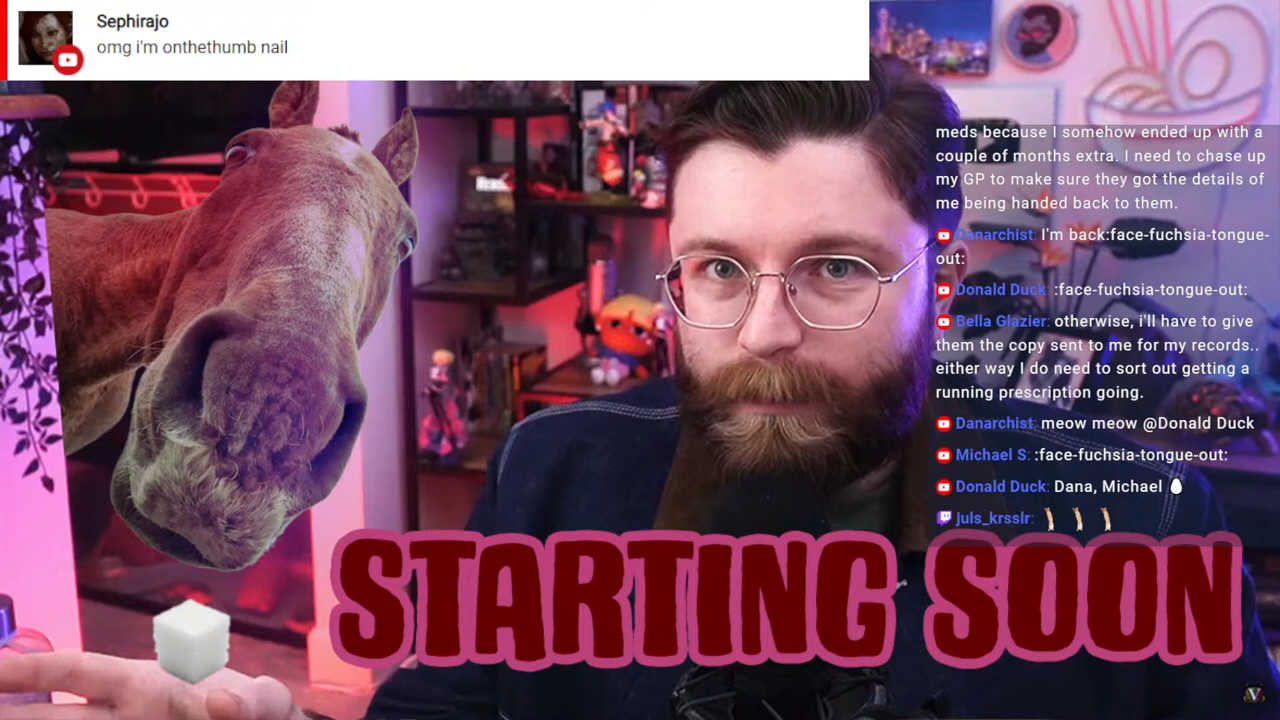 Sephirajo
omg i'm onthethumb nail
meds because I somehow ended up with a
couple of months extra. I need to chase up
my GP to make sure they got the details of
me being handed back to them.
Danarchist: I'm back:face-fuchsia-tongue-
out:
Donald Duck: :face-fuchsia-tongue-out:
Bella Glazier: otherwise, i'll have to give
them the copy sent to me for my records..
either way I do need to sort out getting a
running prescription going.
Danarchist: meow meow @Donald Duck
Michael S: :face-fuchsia-tongue-out:
Donald Duck: Dana, Michael
juls_krsslr:
STARTING SOON